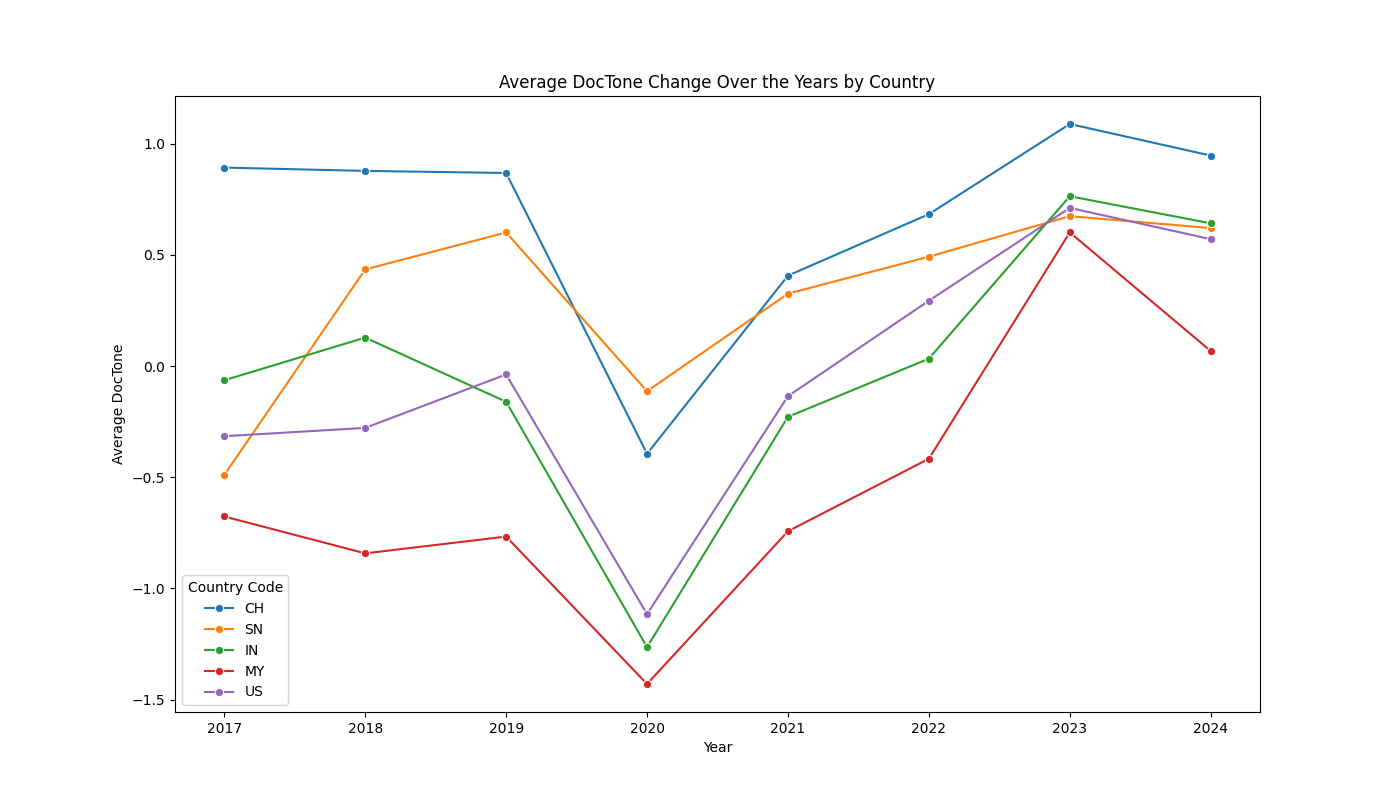 Average DocTone Change Over the Years by Country
Average DocTone
1.0
0.5
0.0
−0.5
−1.0
−1.5
Country Code
CH
SN
IN
MY
US
2017 2018 2019 2020 2021 2022 2023 2024
Year